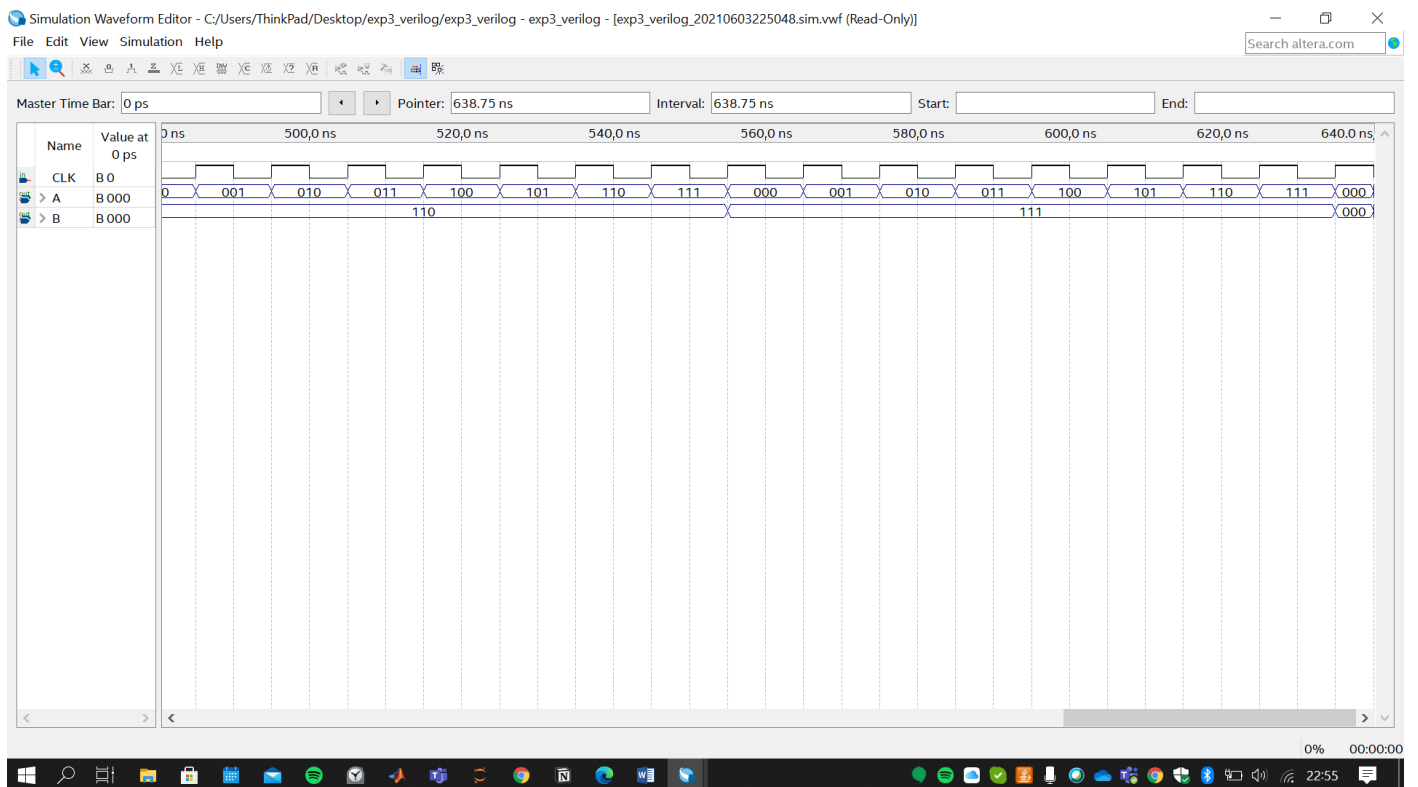 Simulation Waveform Editor - C:/Users/ThinkPad/Desktop/exp3_verilog/exp3_verilog - exp3_verilog - [exp3_verilog_20210603225048.sim.vwf (Read-Only)]
File Edit View Simulation Help
Search altera.com
Master Time Bar: 0 ps Pointer: 638.75 ns Interval: 638.75 ns Start: End:
Name Value at 0 ps
0 ns 500,0 ns 520,0 ns 540,0 ns 560,0 ns 580,0 ns 600,0 ns 620,0 ns 640.0 ns
in CLK B 0
out > A B 000 0 001 010 011 100 101 110 111 000 001 010 011 100 101 110 111 000
out > B B 000 110 111 000
0% 00:00:00
22:55